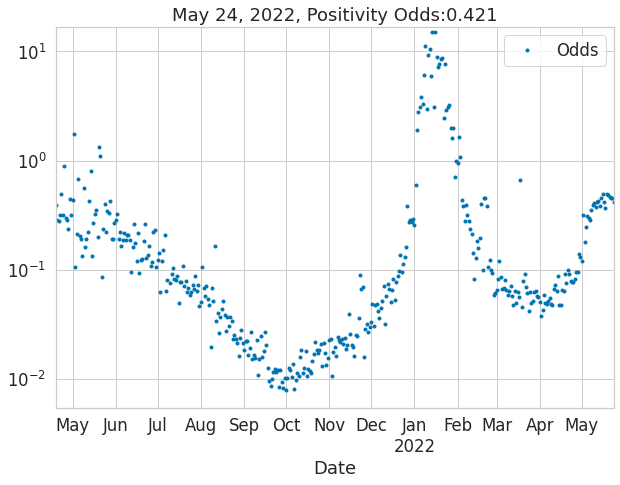 May 24, 2022, Positivity Odds:0.421
Odds
10¹
10⁰
10⁻¹
10⁻²
May Jun Jul Aug Sep Oct Nov Dec Jan Feb Mar Apr May
2022
Date